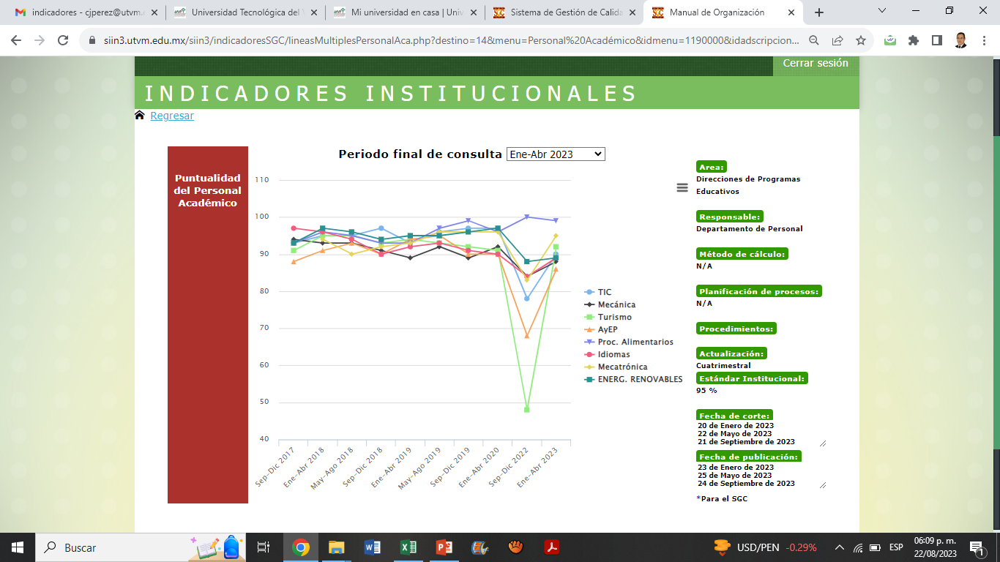 indicadores - cjperez@utvm.
Universidad Tecnológica del
Mi universidad en casa | Uni
Sistema de Gestión de Calida
Manual de Organización
siin3.utvm.edu.mx/siin3/indicadoresSGC/lineasMultiplesPersonalAca.php?destino=14&menu=Personal%20Académico&idmenu=1190000&idadscripcion...
Cerrar sesión
INDICADORES INSTITUCIONALES
Regresar
Puntualidad
del Personal
Académico
Periodo final de consulta Ene-Abr 2023
110
100
90
80
70
60
50
40
Sep-Dic 2017
Ene-Abr 2018
May-Ago 2018
Sep-Dic 2018
Ene-Abr 2019
May-Ago 2019
Sep-Dic 2019
Ene-Abr 2020
Sep-Dic 2022
Ene-Abr 2023
TIC
Mecánica
Turismo
AyEP
Proc. Alimentarios
Idiomas
Mecatrónica
ENERG. RENOVABLES
Area:
Direcciones de Programas
Educativos
Responsable:
Departamento de Personal
Método de cálculo:
N/A
Planificación de procesos:
N/A
Procedimientos:
Actualización:
Cuatrimestral
Estándar Institucional:
95 %
Fecha de corte:
20 de Enero de 2023
22 de Mayo de 2023
21 de Septiembre de 2023
Fecha de publicación:
23 de Enero de 2023
25 de Mayo de 2023
24 de Septiembre de 2023
*Para el SGC
Buscar
USD/PEN -0.29%
ESP
06:09 p. m.
22/08/2023
1